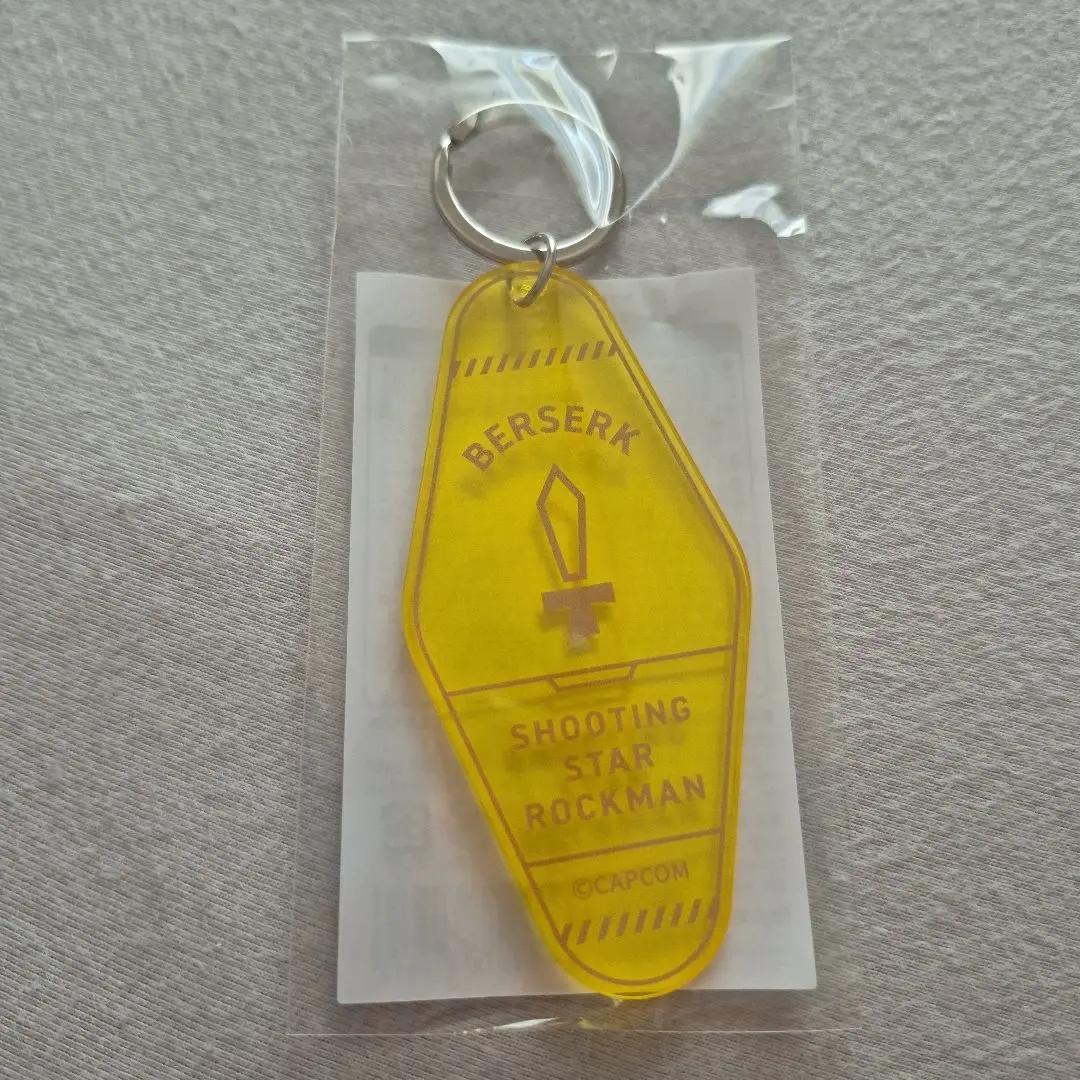 BERSERK
SHOOTING
STAR
ROCKMAN
©CAPCOM